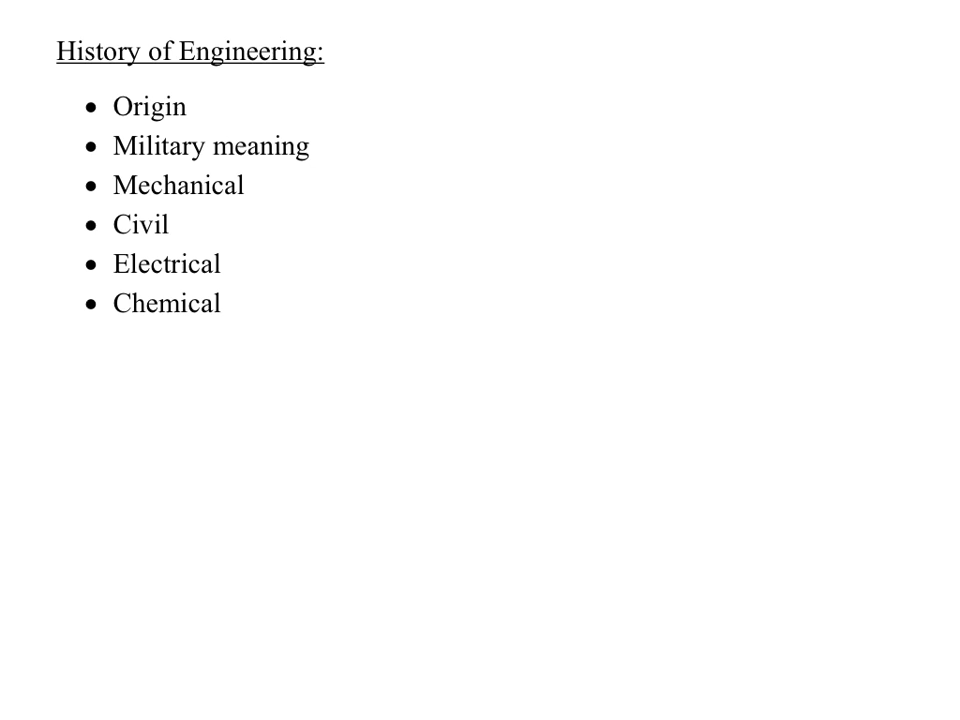 History of Engineering:
• Origin
• Military meaning
• Mechanical
• Civil
• Electrical
• Chemical